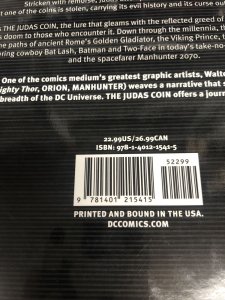 Stricken with remorse, Judas
of the coins is stolen, carrying its evil history and its curse out
THE JUDAS COIN, the lure that gleams with the reflected greed of
doom to those who encounter it. Down through the millennia, t
the paths of ancient Rome's Golden Gladiator, the Viking Prince, t
ring cowboy Bat Lash, Batman and Two-Face in today's take-no-
and the spacefarer Manhunter 2070.
One of the comics medium's greatest graphic artists, Walte
ighty Thor, ORION, MANHUNTER) weaves a narrative that s
breadth of the DC Universe. THE JUDAS COIN offers a journ
22.99US/26.99CAN
ISBN: 978-1-4012-1541-5
52299
9 781401 215415
PRINTED AND BOUND IN THE USA.
DCCOMICS.COM